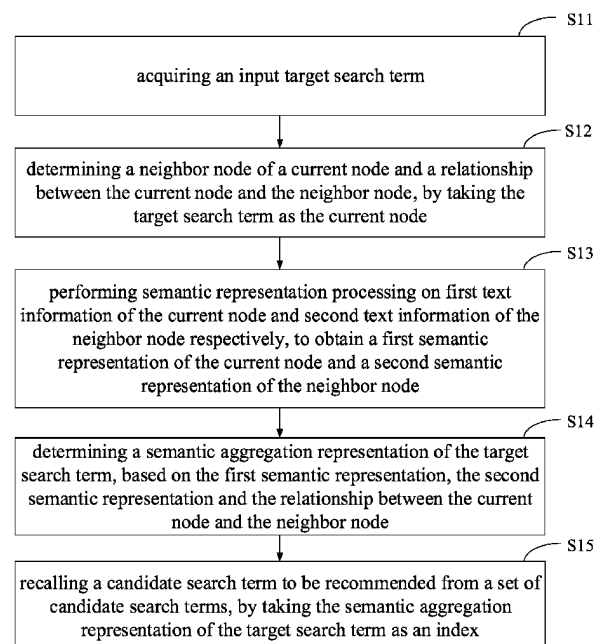 S11
acquiring an input target search term
S12
determining a neighbor node of a current node and a relationship
between the current node and the neighbor node, by taking the
target search term as the current node
S13
performing semantic representation processing on first text
information of the current node and second text information of the
neighbor node respectively, to obtain a first semantic
representation of the current node and a second semantic
representation of the neighbor node
S14
determining a semantic aggregation representation of the target
search term, based on the first semantic representation, the second
semantic representation and the relationship between the current
node and the neighbor node
S15
recalling a candidate search term to be recommended from a set of
candidate search terms, by taking the semantic aggregation
representation of the target search term as an index